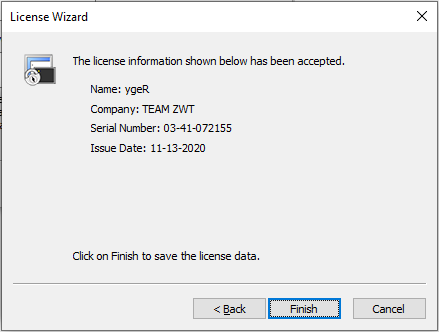 License Wizard
The license information shown below has been accepted.
Name: ygeR
Company: TEAM ZWT
Serial Number: 03-41-072155
Issue Date: 11-13-2020
Click on Finish to save the license data.
< Back
Finish
Cancel